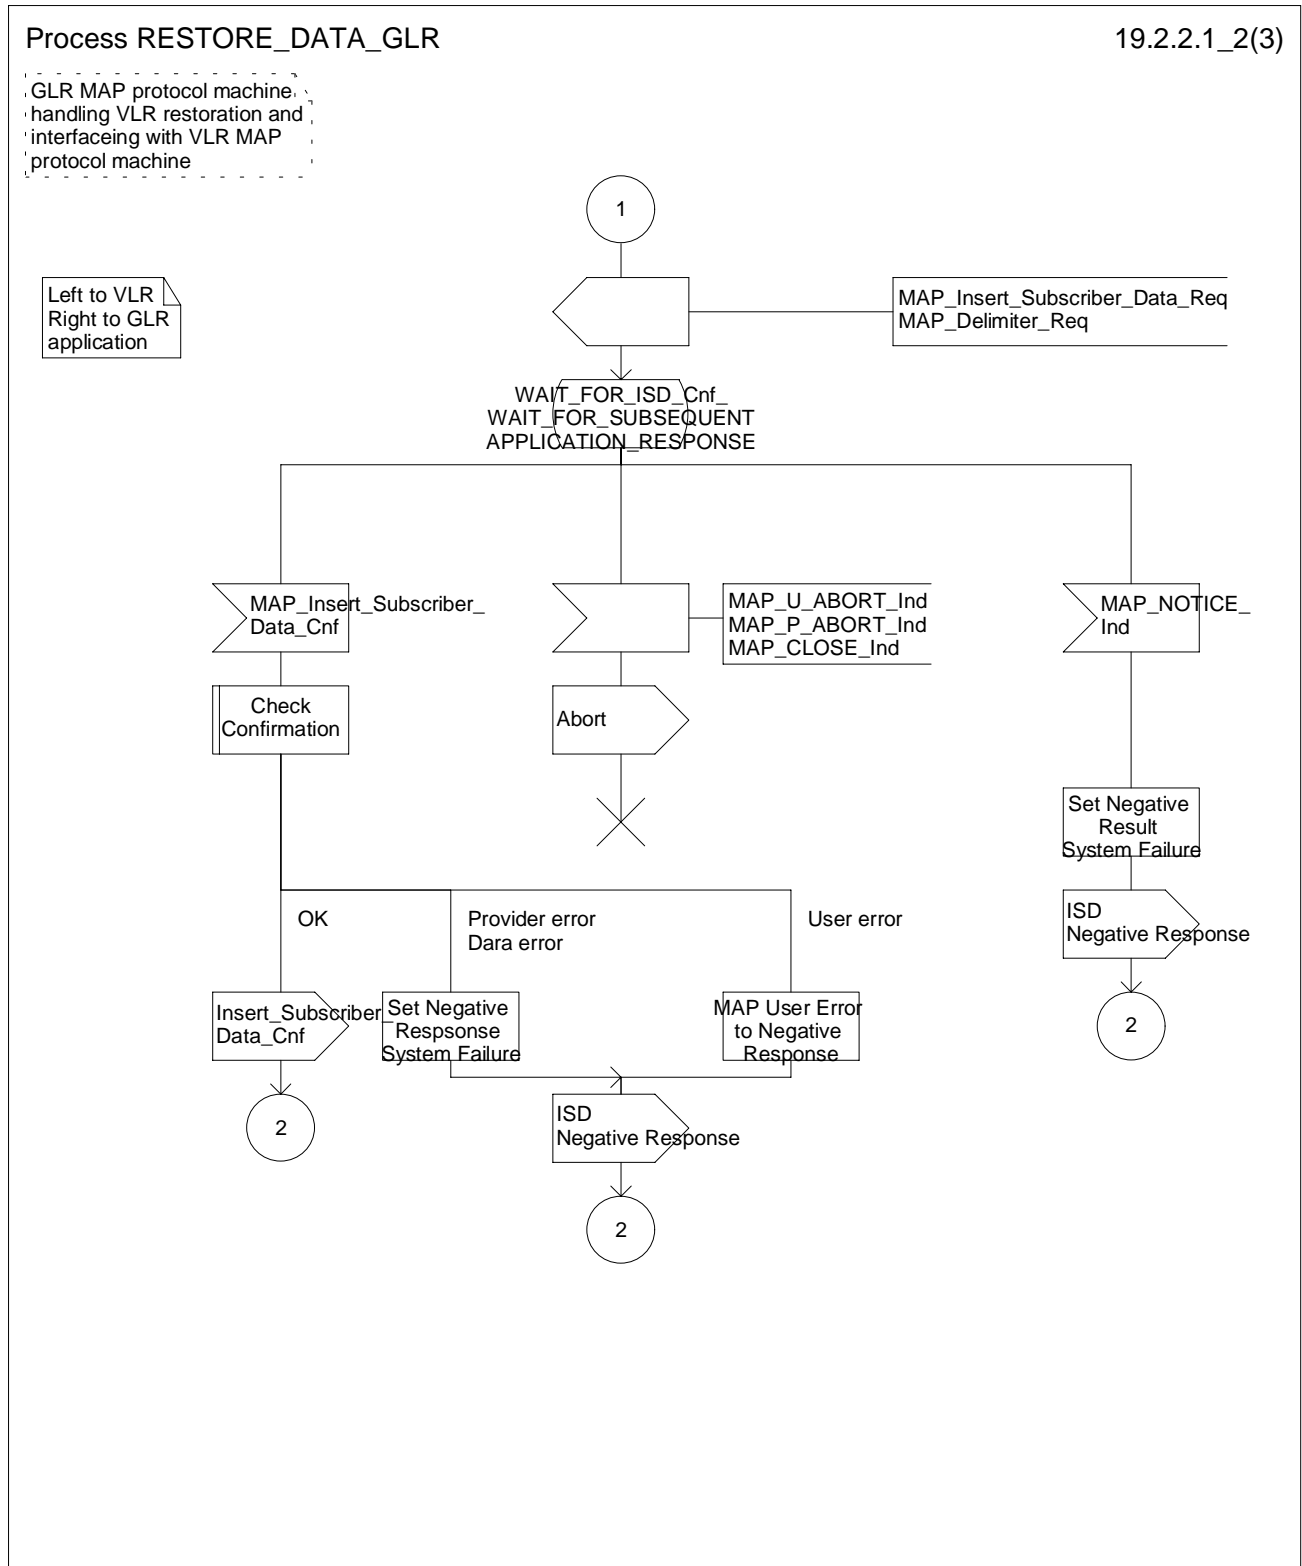 Process RESTORE_DATA_GLR
19.2.2.1_2(3)
GLR MAP protocol machine
handling VLR restoration and
interfaceing with VLR MAP
protocol machine
1
Left to VLR
Right to GLR
application
MAP_Insert_Subscriber_Data_Req
MAP_Delimiter_Req
WAIT_FOR_ISD_Cnf_
WAIT_FOR_SUBSEQUENT
APPLICATION_RESPONSE
MAP_Insert_Subscriber_
Data_Cnf
MAP_U_ABORT_Ind
MAP_P_ABORT_Ind
MAP_CLOSE_Ind
MAP_NOTICE_
Ind
Check
Confirmation
Abort
Set Negative
Result
System Failure
OK
Provider error
Dara error
User error
ISD
Negative Response
Insert_Subscriber_
Data_Cnf
Set Negative
Respsonse
System Failure
MAP User Error
to Negative
Response
2
2
ISD
Negative Response
2